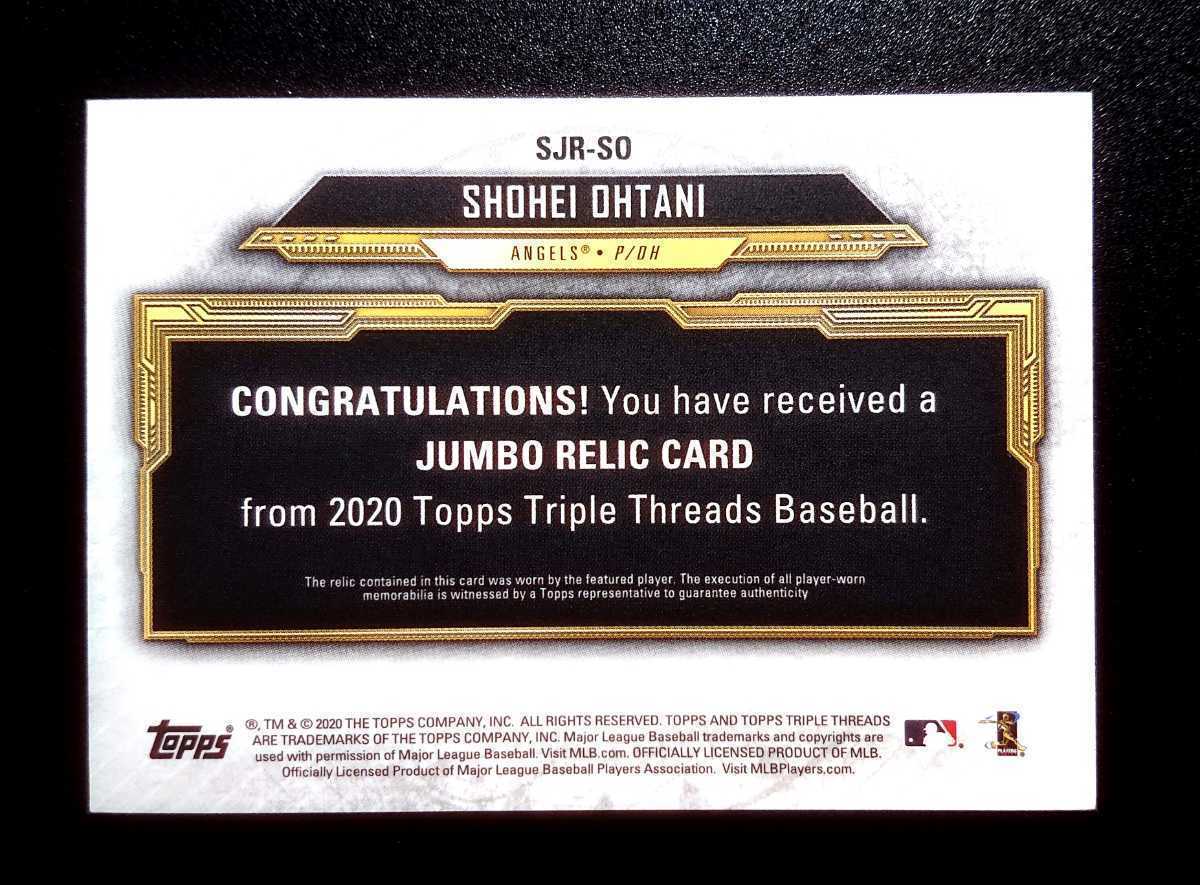 SJR-SO
SHOHEI OHTANI
ANGELS® • P/DH
CONGRATULATIONS! You have received a
JUMBO RELIC CARD
from 2020 Topps Triple Threads Baseball.
The relic contained in this card was worn by the featured player. The execution of all player-worn
memorabilia is witnessed by a Topps representative to guarantee authenticity
topps®
®, TM & © 2020 THE TOPPS COMPANY, INC. ALL RIGHTS RESERVED. TOPPS AND TOPPS TRIPLE THREADS
ARE TRADEMARKS OF THE TOPPS COMPANY, INC. Major League Baseball trademarks and copyrights are
used with permission of Major League Baseball. Visit MLB.com. OFFICIALLY LICENSED PRODUCT OF MLB.
Officially Licensed Product of Major League Baseball Players Association. Visit MLBPlayers.com.
PLAYERS